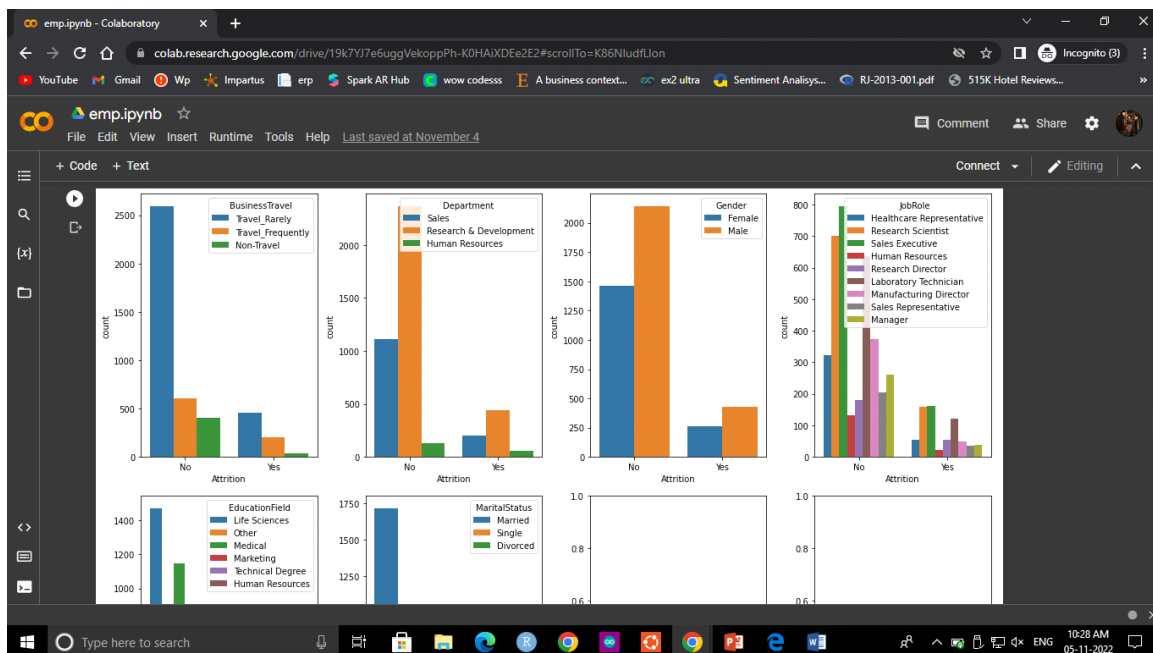 emp.ipynb - Colaboratory
colab.research.google.com/drive/19k7YJ7e6uggVekoppPh-K0HAiXDEe2E2#scrollTo=K86NIudfLlon
Incognito (3)
YouTube Gmail Wp Impartus erp Spark AR Hub wow codesss A business context... ex2 ultra Sentiment Analisys... RJ-2013-001.pdf 515K Hotel Reviews... »
emp.ipynb
Comment Share
File Edit View Insert Runtime Tools Help Last saved at November 4
+ Code + Text
Connect Editing
BusinessTravel
Travel_Rarely
Travel_Frequently
Non-Travel
2500
2000
1500
1000
500
0
count
No Yes
Attrition
Department
Sales
Research & Development
Human Resources
2000
1500
1000
500
0
count
No Yes
Attrition
Gender
Female
Male
2000
1750
1500
1250
1000
750
500
250
0
count
No Yes
Attrition
JobRole
Healthcare Representative
Research Scientist
Sales Executive
Human Resources
Research Director
Laboratory Technician
Manufacturing Director
Sales Representative
Manager
800
700
600
500
400
300
200
100
0
count
No Yes
Attrition
EducationField
Life Sciences
Other
Medical
Marketing
Technical Degree
Human Resources
1400
1200
1000
MaritalStatus
Married
Single
Divorced
1750
1500
1250
1.0
0.8
0.6
1.0
0.8
0.6
{x}
Type here to search
ENG
10:28 AM
05-11-2022